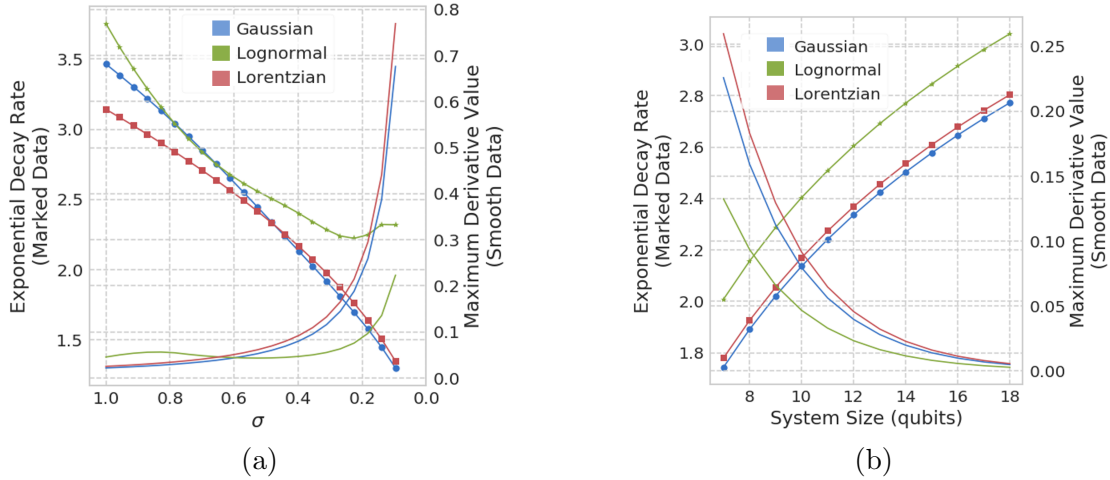 Exponential Decay Rate
(Marked Data)
3.5
3.0
2.5
2.0
1.5
Gaussian
Lognormal
Lorentzian
0.8
0.7
0.6
0.5
0.4
0.3
0.2
0.1
0.0
Maximum Derivative Value
(Smooth Data)
1.0 0.8 0.6 0.4 0.2 0.0
σ
(a)
Exponential Decay Rate
(Marked Data)
3.0
2.8
2.6
2.4
2.2
2.0
1.8
Gaussian
Lognormal
Lorentzian
0.25
0.20
0.15
0.10
0.05
0.00
Maximum Derivative Value
(Smooth Data)
8 10 12 14 16 18
System Size (qubits)
(b)